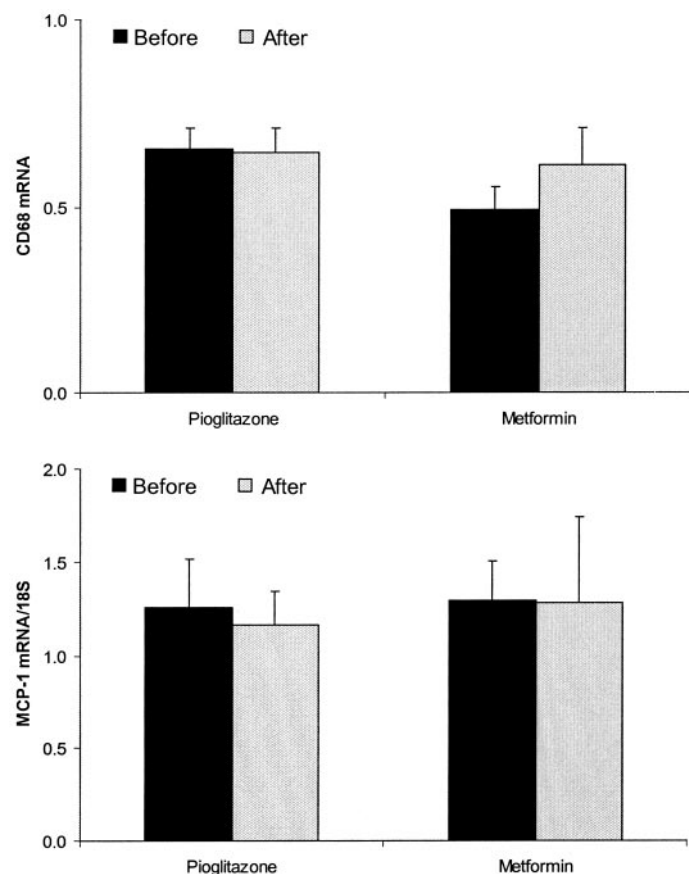 1.0
Before After
0.5
0.0
CD68 mRNA
Pioglitazone Metformin
2.0
Before After
1.5
1.0
0.5
0.0
MCP-1 mRNA/18S
Pioglitazone Metformin